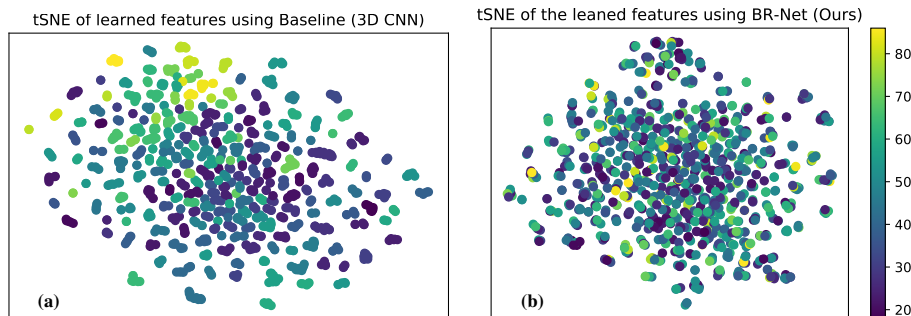 tSNE of learned features using Baseline (3D CNN)
tSNE of the leaned features using BR-Net (Ours)
80
70
60
50
40
30
20
(a)
(b)